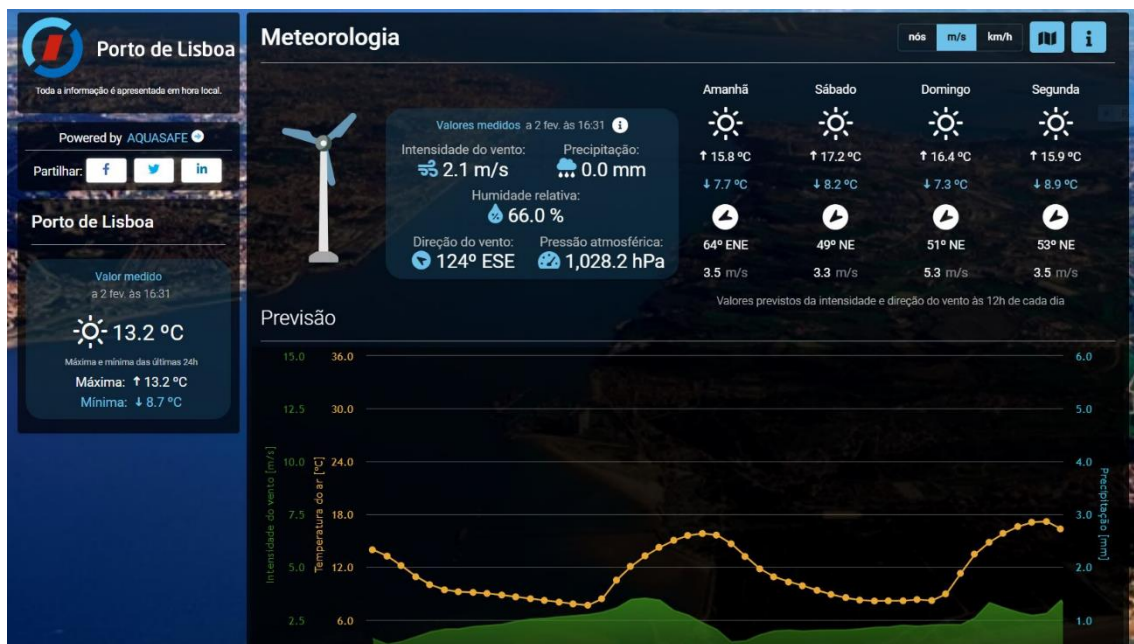 Porto de Lisboa
Toda a informação é apresentada em hora local.
Powered by AQUASAFE
Partilhar: f in
Porto de Lisboa
Valor medido
a 2 fev. às 16:31
13.2 ºC
Máxima e mínima das últimas 24h
Máxima: ↑ 13.2 ºC
Mínima: ↓ 8.7 ºC
Meteorologia
nós m/s km/h i
Valores medidos a 2 fev. às 16:31 i
Intensidade do vento: Precipitação:
2.1 m/s 0.0 mm
Humidade relativa:
66.0 %
Direção do vento: Pressão atmosférica:
124º ESE 1,028.2 hPa
Amanhã Sábado Domingo Segunda
↑ 15.8 ºC ↑ 17.2 ºC ↑ 16.4 ºC ↑ 15.9 ºC
↓ 7.7 ºC ↓ 8.2 ºC ↓ 7.3 ºC ↓ 8.9 ºC
64º ENE 49º NE 51º NE 53º NE
3.5 m/s 3.3 m/s 5.3 m/s 3.5 m/s
Valores previstos da intensidade e direção do vento às 12h de cada dia
Previsão
Intensidade do vento [m/s]
Temperatura do ar [ºC]
Precipitação [mm]
15.0 36.0 6.0
12.5 30.0 5.0
10.0 24.0 4.0
7.5 18.0 3.0
5.0 12.0 2.0
2.5 6.0 1.0